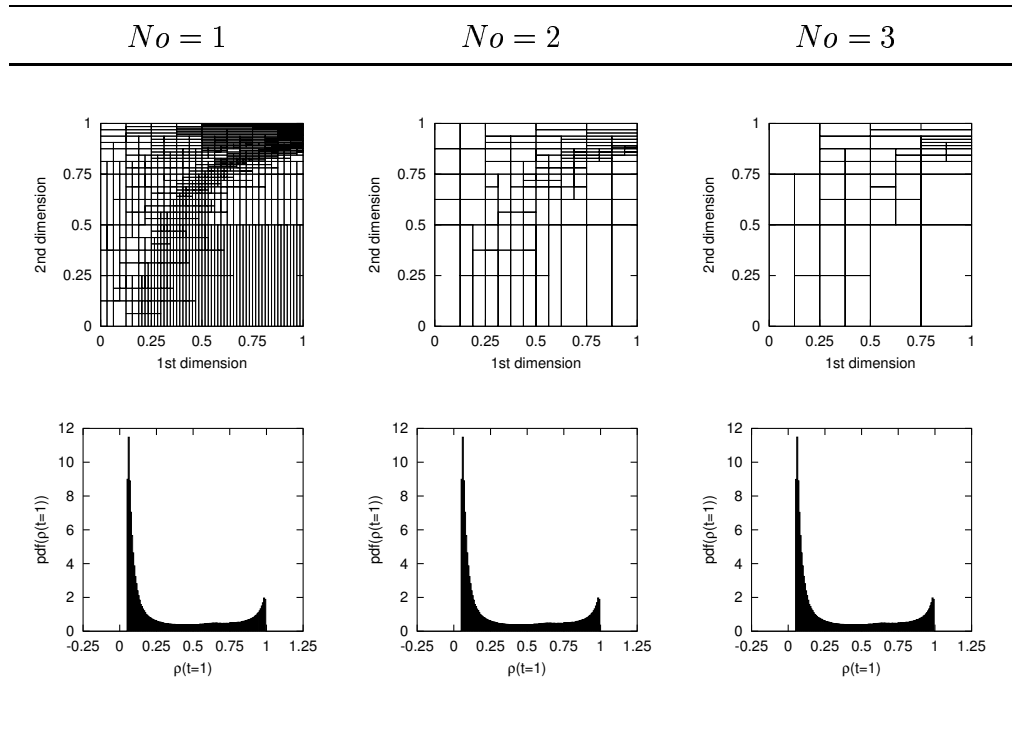 No = 1 No = 2 No = 3
1 1 1
0.75 0.75 0.75
2nd dimension 2nd dimension 2nd dimension
0.5 0.5 0.5
0.25 0.25 0.25
0 0 0
0 0.25 0.5 0.75 1 0 0.25 0.5 0.75 1 0 0.25 0.5 0.75 1
1st dimension 1st dimension 1st dimension
12 12 12
10 10 10
8 8 8
pdf(ρ(t=1)) pdf(ρ(t=1)) pdf(ρ(t=1))
6 6 6
4 4 4
2 2 2
0 0 0
-0.25 0 0.25 0.5 0.75 1 1.25 -0.25 0 0.25 0.5 0.75 1 1.25 -0.25 0 0.25 0.5 0.75 1 1.25
ρ(t=1) ρ(t=1) ρ(t=1)